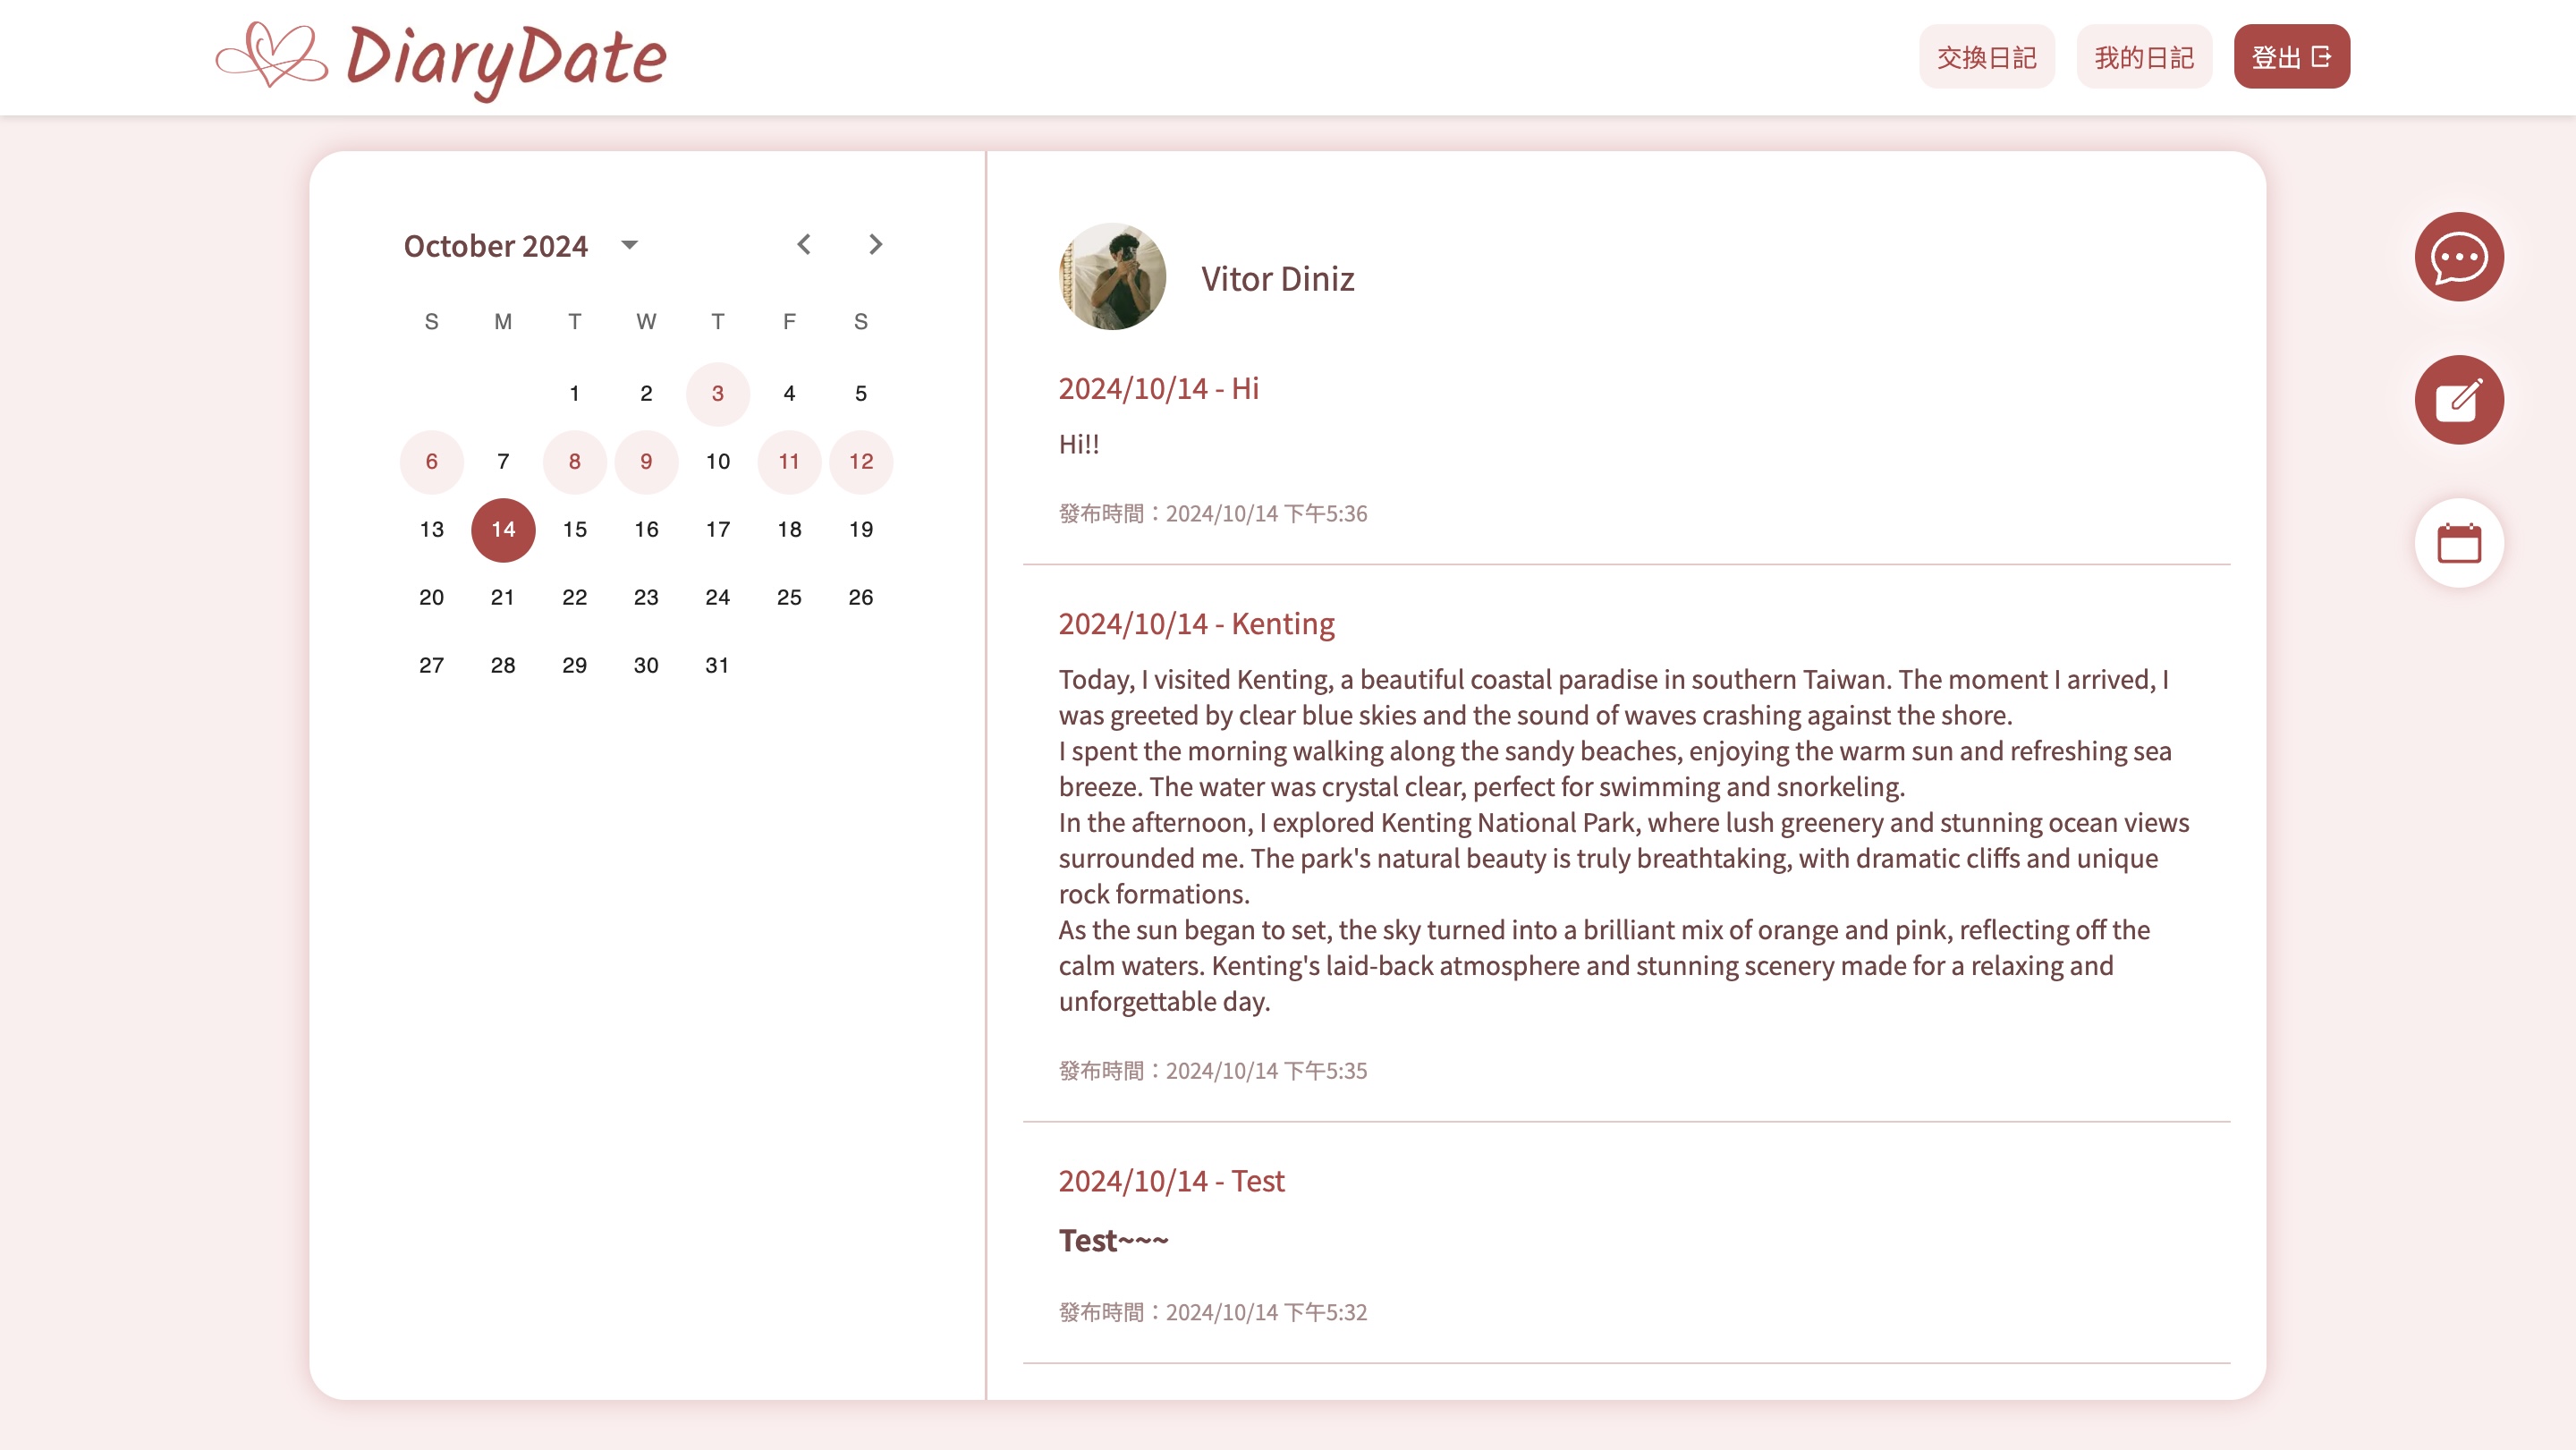 DiaryDate
交換日記
我的日記
登出
October 2024
S M T W T F S
1 2 3 4 5
6 7 8 9 10 11 12
13 14 15 16 17 18 19
20 21 22 23 24 25 26
27 28 29 30 31
Vitor Diniz
2024/10/14 - Hi
Hi!!
發布時間：2024/10/14 下午5:36
2024/10/14 - Kenting
Today, I visited Kenting, a beautiful coastal paradise in southern Taiwan. The moment I arrived, I
was greeted by clear blue skies and the sound of waves crashing against the shore.
I spent the morning walking along the sandy beaches, enjoying the warm sun and refreshing sea
breeze. The water was crystal clear, perfect for swimming and snorkeling.
In the afternoon, I explored Kenting National Park, where lush greenery and stunning ocean views
surrounded me. The park's natural beauty is truly breathtaking, with dramatic cliffs and unique
rock formations.
As the sun began to set, the sky turned into a brilliant mix of orange and pink, reflecting off the
calm waters. Kenting's laid-back atmosphere and stunning scenery made for a relaxing and
unforgettable day.
發布時間：2024/10/14 下午5:35
2024/10/14 - Test
Test~~~
發布時間：2024/10/14 下午5:32